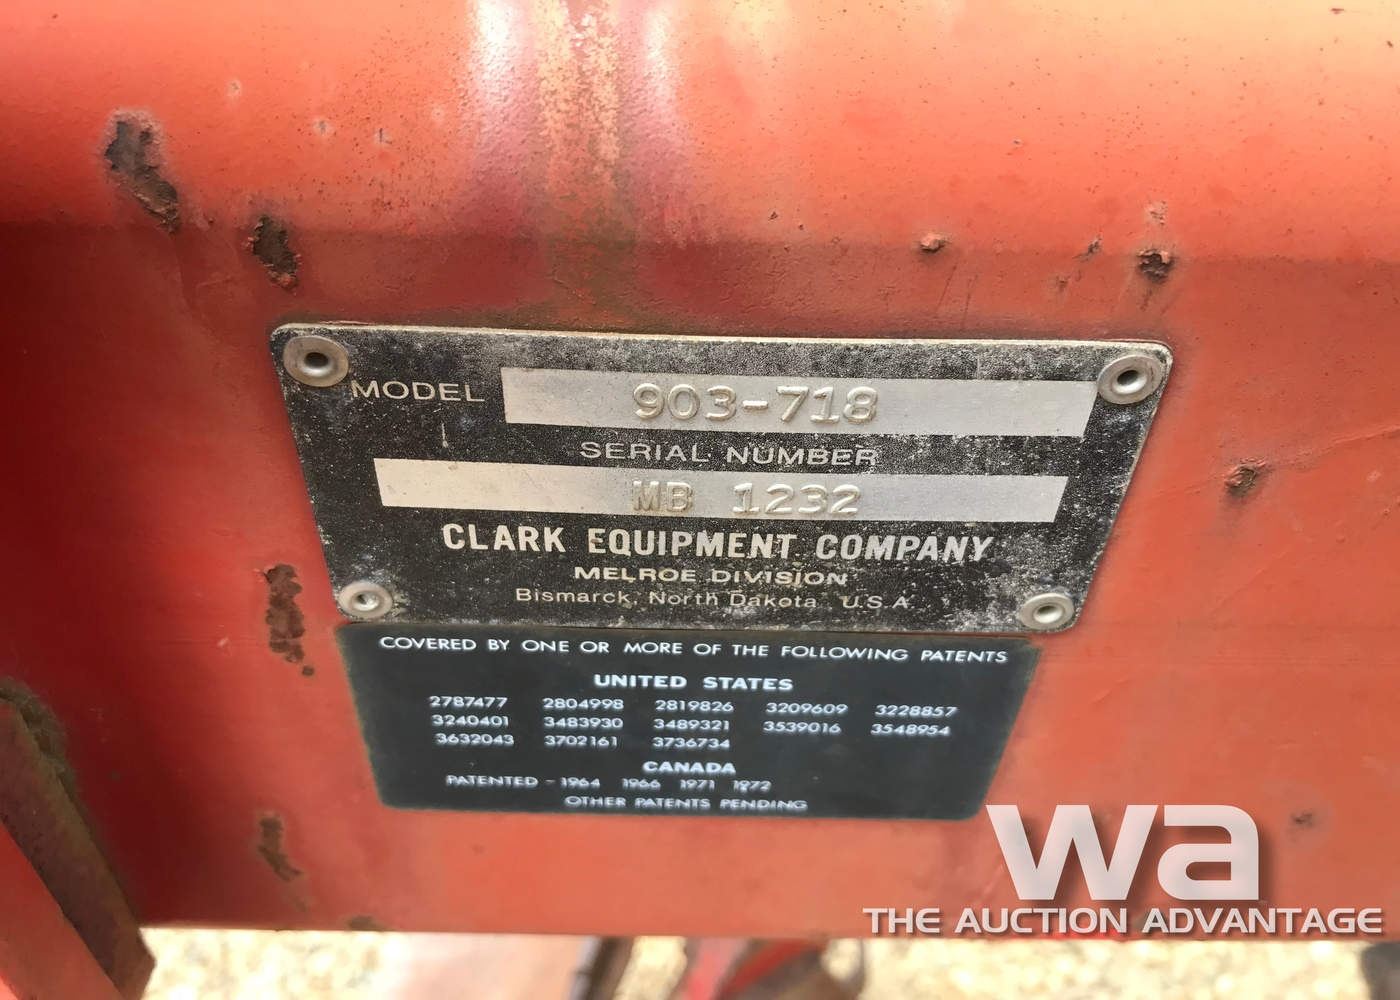 MODEL 903-718
SERIAL NUMBER
MB 1232
CLARK EQUIPMENT COMPANY
MELROE DIVISION
Bismarck, North Dakota U.S.A.
COVERED BY ONE OR MORE OF THE FOLLOWING PATENTS
UNITED STATES
2787477 2804998 2819826 3209609 3228857
3240401 3483930 3489321 3539016 3548954
3632043 3702161 3736734
CANADA
PATENTED - 1964 1966 1971 1972
OTHER PATENTS PENDING
wa
THE AUCTION ADVANTAGE